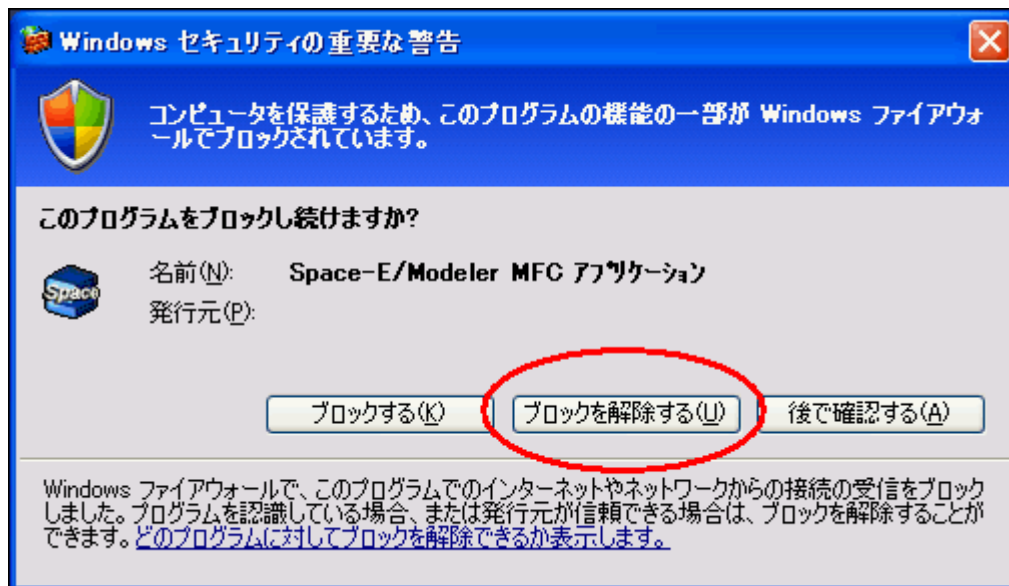 Windows セキュリティの重要な警告
コンピュータを保護するため、このプログラムの機能の一部が Windows ファイアウォ
ールでブロックされています。
このプログラムをブロックし続けますか?
Space
名前(N): Space-E/Modeler MFC アプリケーション
発行元(P):
ブロックする(K) ブロックを解除する(U) 後で確認する(A)
Windows ファイアウォールで、このプログラムでのインターネットやネットワークからの接続の受信をブロック
しました。プログラムを認識している場合、または発行元が信頼できる場合は、ブロックを解除することが
できます。どのプログラムに対してブロックを解除できるか表示します。